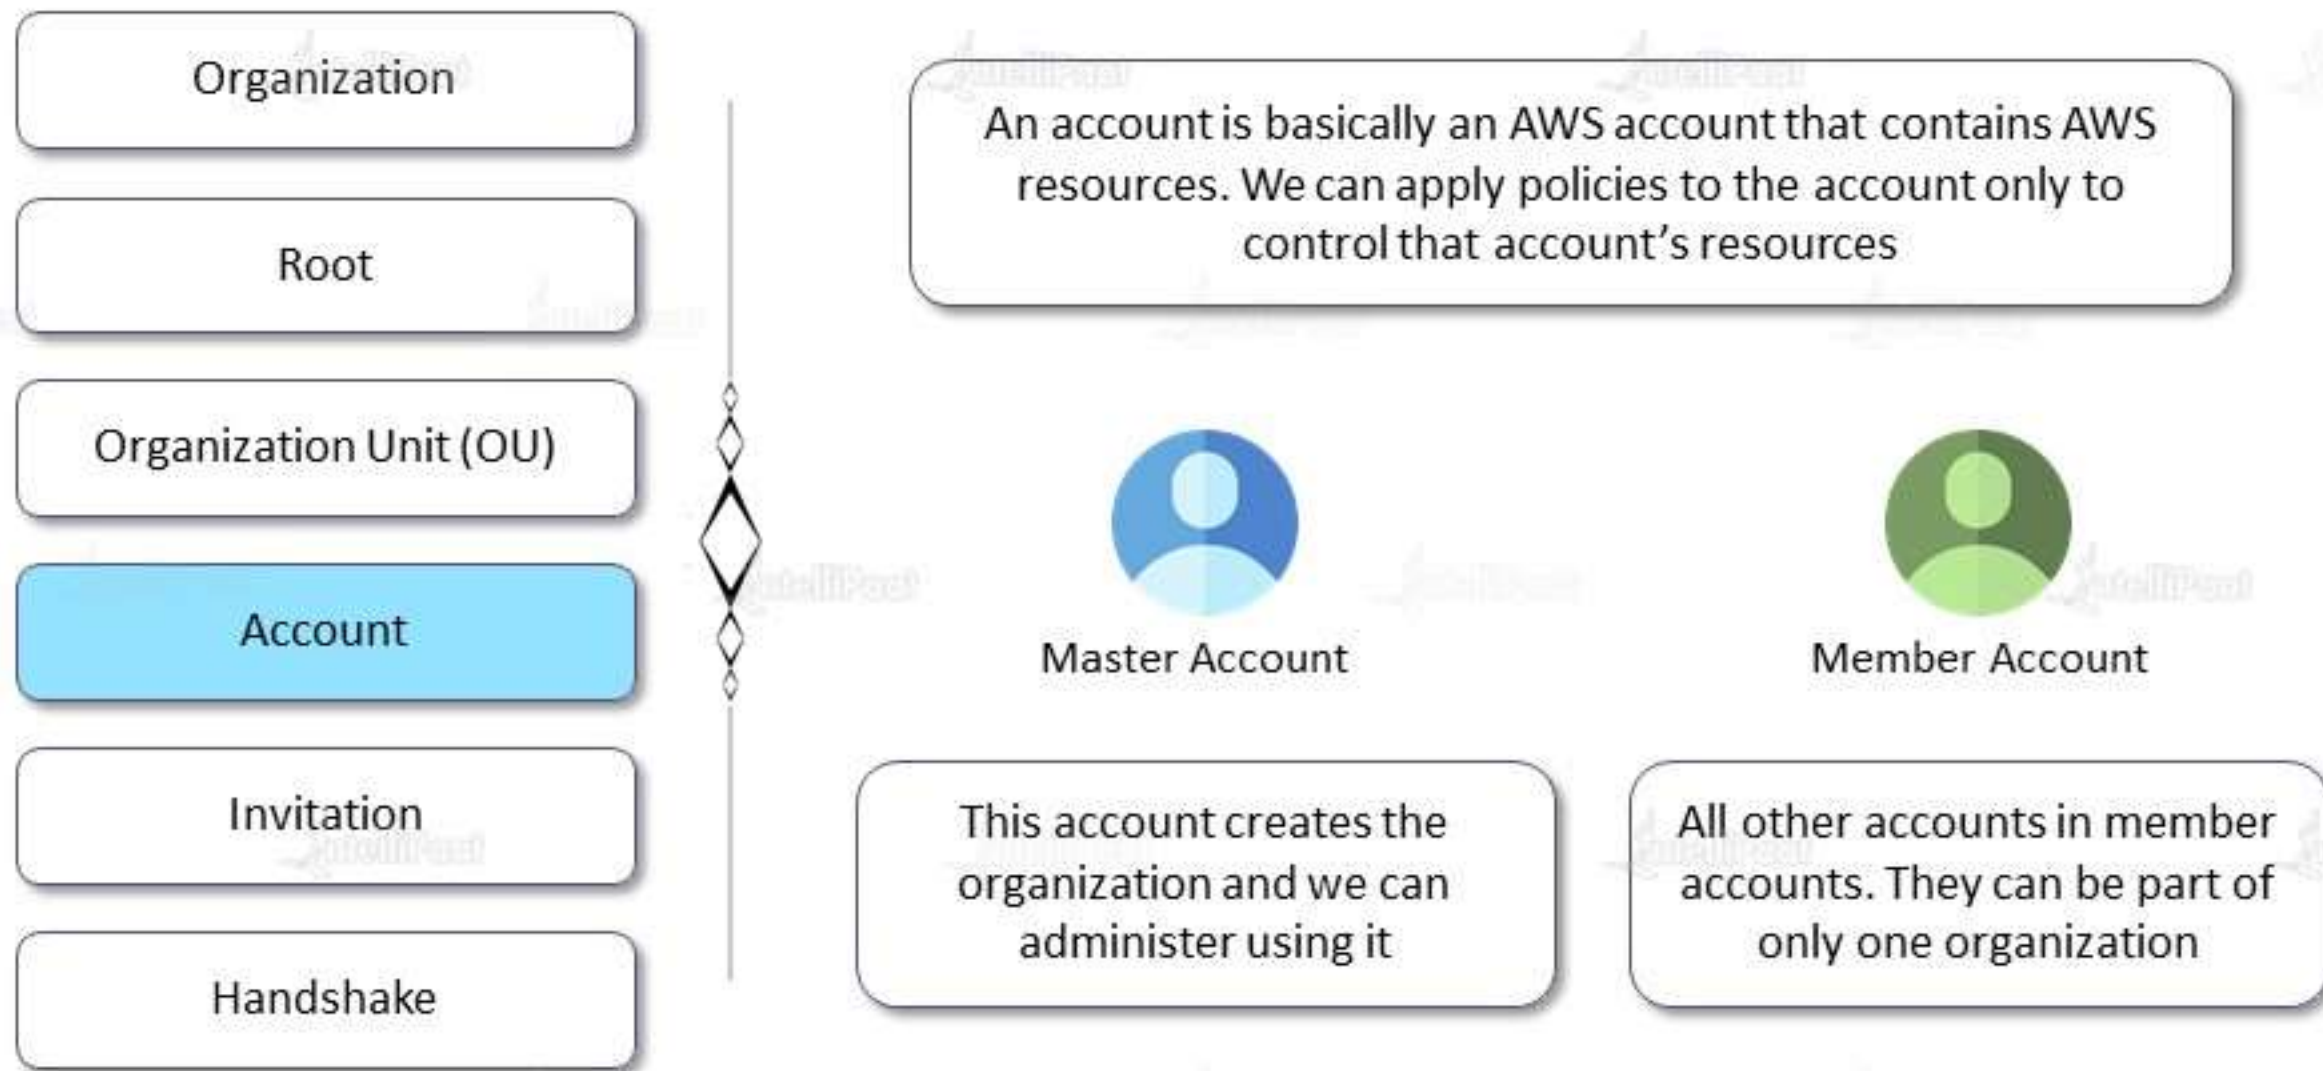 Organization
Root
Organization Unit (OU)
Account
Invitation
Handshake
An account is basically an AWS account that contains AWS
resources. We can apply policies to the account only to
control that account's resources
Master Account
Member Account
This account creates the
organization and we can
administer using it
All other accounts in member
accounts. They can be part of
only one organization